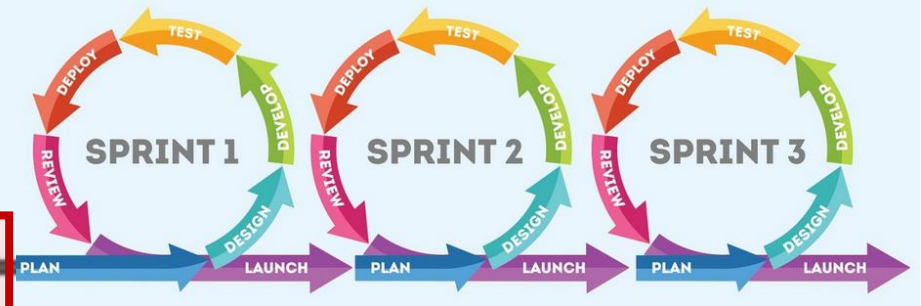 TEST
DEPLOY
DEVELOP
SPRINT 1
REVIEW
DESIGN
PLAN
LAUNCH
TEST
DEPLOY
DEVELOP
SPRINT 2
REVIEW
DESIGN
PLAN
LAUNCH
TEST
DEPLOY
DEVELOP
SPRINT 3
REVIEW
DESIGN
PLAN
LAUNCH